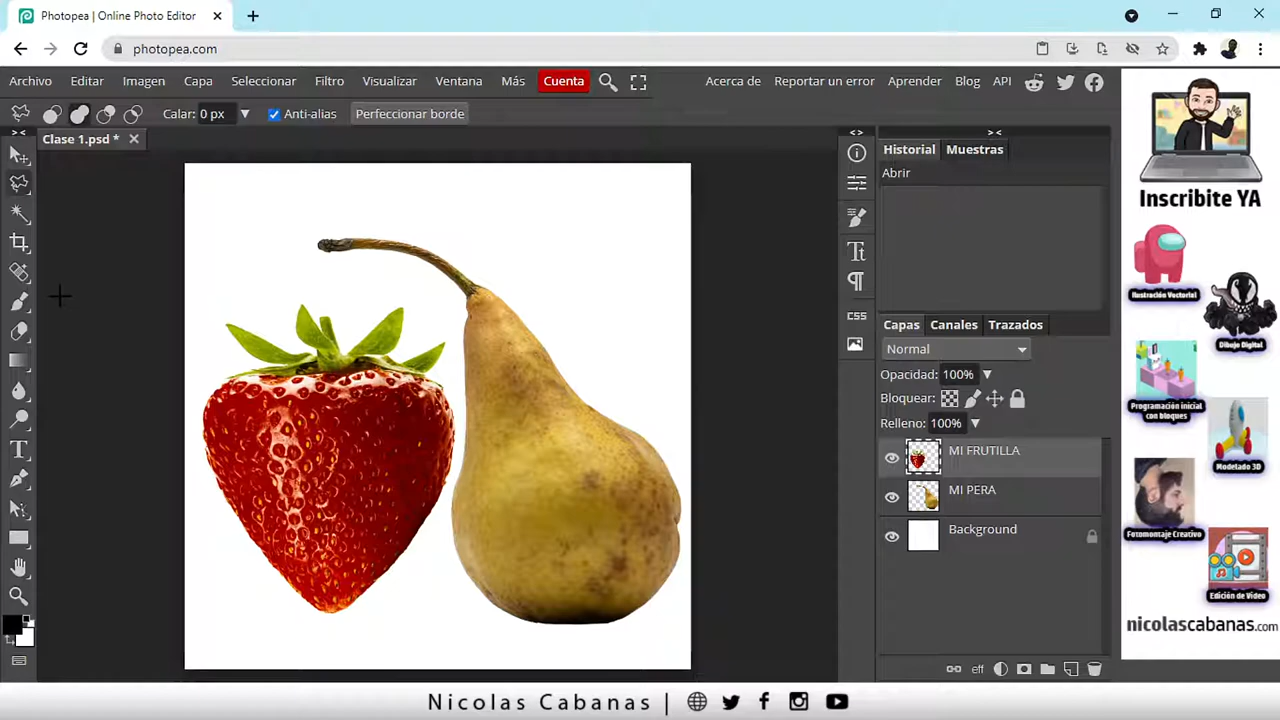 Photopea | Online Photo Editor
photopea.com
Archivo Editar Imagen Capa Seleccionar Filtro Visualizar Ventana Más Cuenta Acerca de Reportar un error Aprender Blog API
Calar: 0 px Anti-alias Perfeccionar borde
Clase 1.psd *
Historial Muestras
Abrir
CSS
Capas Canales Trazados
Normal
Opacidad: 100%
Bloquear:
Relleno: 100%
MI FRUTILLA
MI PERA
Background
eff
Inscribite YA
Ilustración Vectorial
Dibujo Digital
Programación inicial
con bloques
Modelado 3D
Fotomontaje Creativo
Edición de Video
nicolascabanas.com
Nicolas Cabanas |